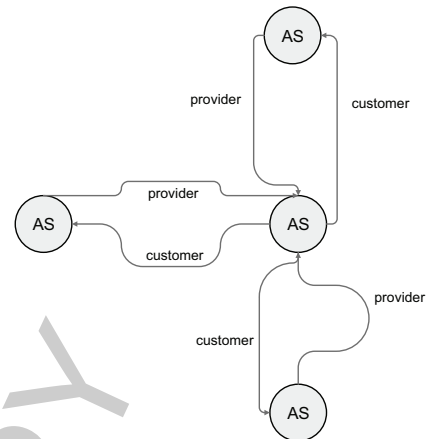 AS
provider
customer
provider
AS
AS
customer
provider
customer
AS